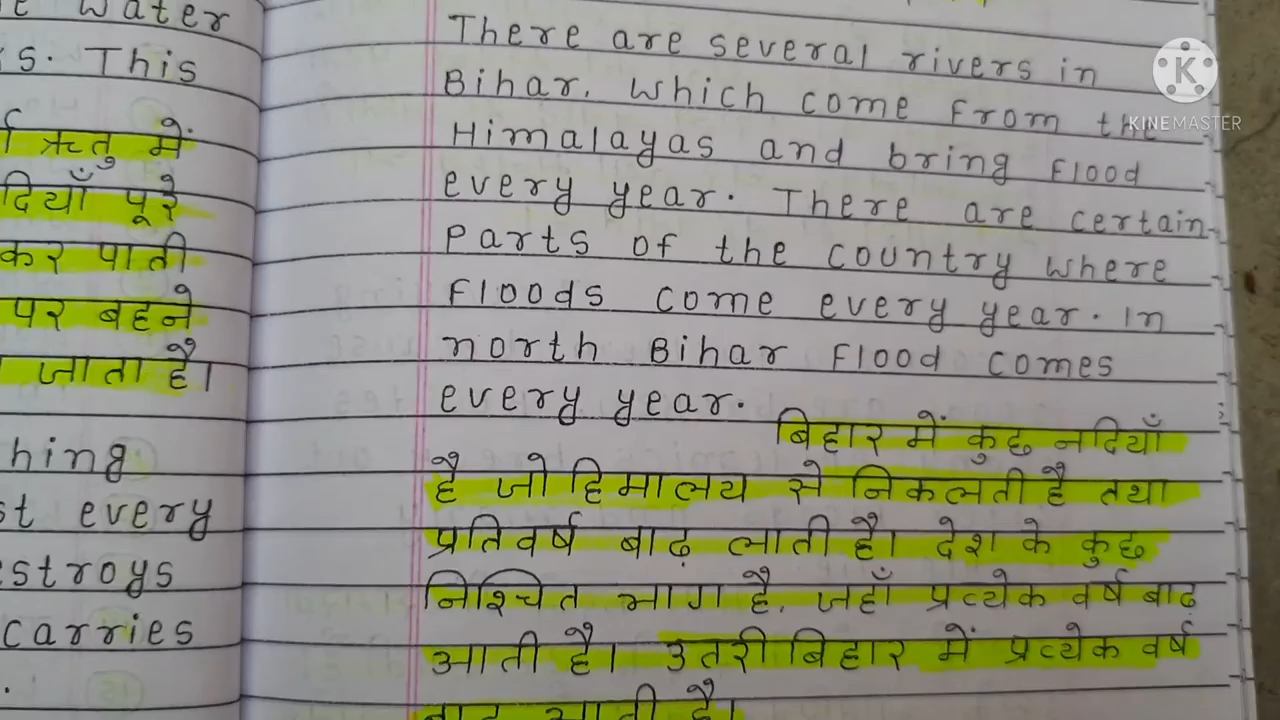 water
s. This
ऋतु में
दियाँ पूरे
कर पाती
पर बहने
जाता है।
hing
st every
stroys
carries
There are several rivers in
Bihar. Which come from the
Himalayas and bring flood
every year. There are certain
parts of the country where
floods come every year. In
north Bihar flood comes
every year.
बिहार में कुछ नदियाँ
है जो हिमालय से निकलती है तथा
प्रतिवर्ष बाढ़ लाती है। देश के कुछ
निश्चित भाग है, जहाँ प्रत्येक वर्ष बाढ़
आती है। उतरी बिहार में प्रत्येक वर्ष
बाढ़ आती है।
KINEMASTER